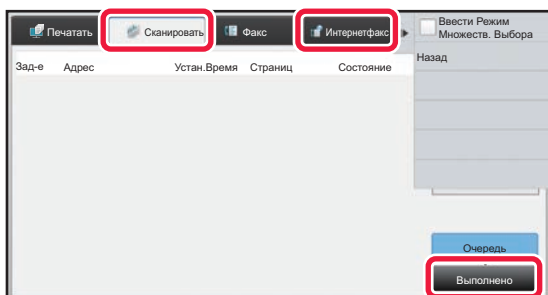 Печатать Сканировать Факс Интернетфакс
Ввести Режим
Множеств. Выбора
Зад-е Адрес Устан.Время Страниц Состояние
Назад
Очередь
Выполнено